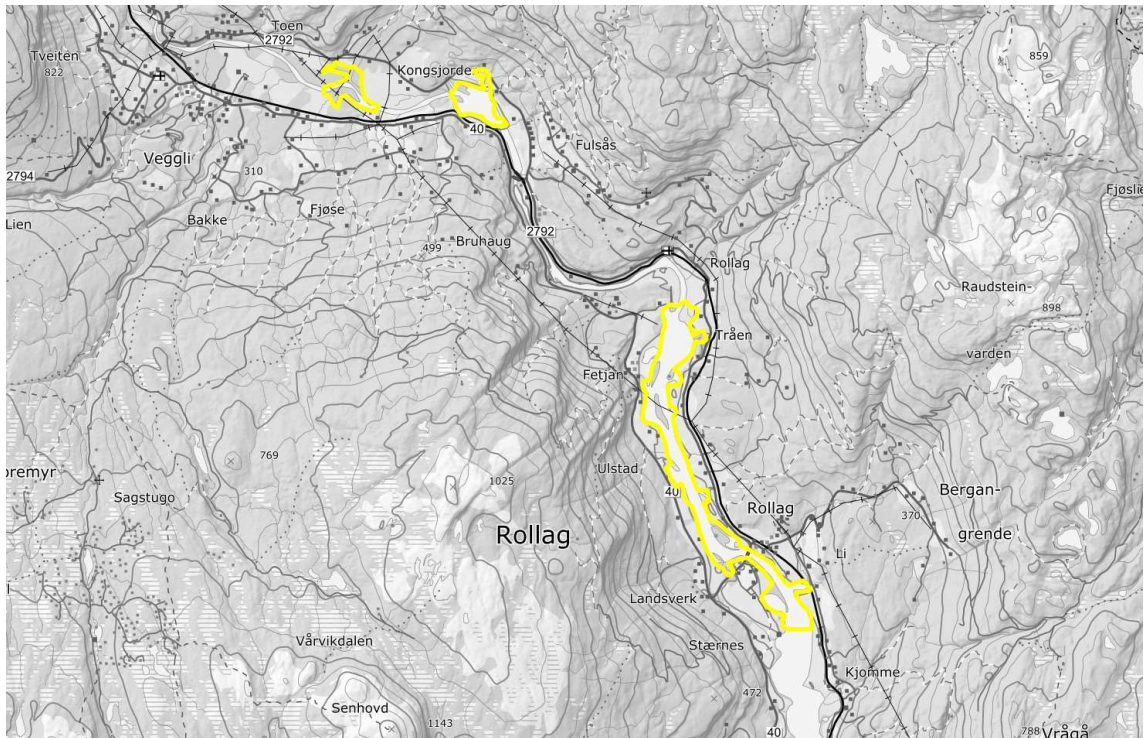 Toen
2792
Tveiten
822
Kongsjorde
859
40
Fulsås
Veggli
2794
310
Fjøslie
Bakke
Fjøse
Lien
2792
499
Bruhaug
Rollag
Raudstein-
898
Tråen
varden
Fetjan
769
Ulstad
oremyr
1025
40
Bergan-
Sagstugo
Rollag
370
Rollag
grende
Li
Landsverk
Vårvikdalen
Stærnes
Kjomme
472
Senhovd
1143
40
788
Vrågå